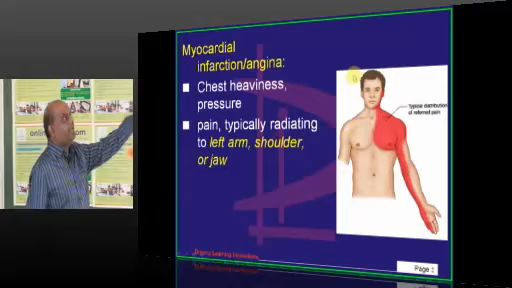 Myocardial
infarction/angina:
Chest heaviness,
pressure
pain, typically radiating
to left arm, shoulder,
or jaw
Typical distribution
of referred pain
Page :